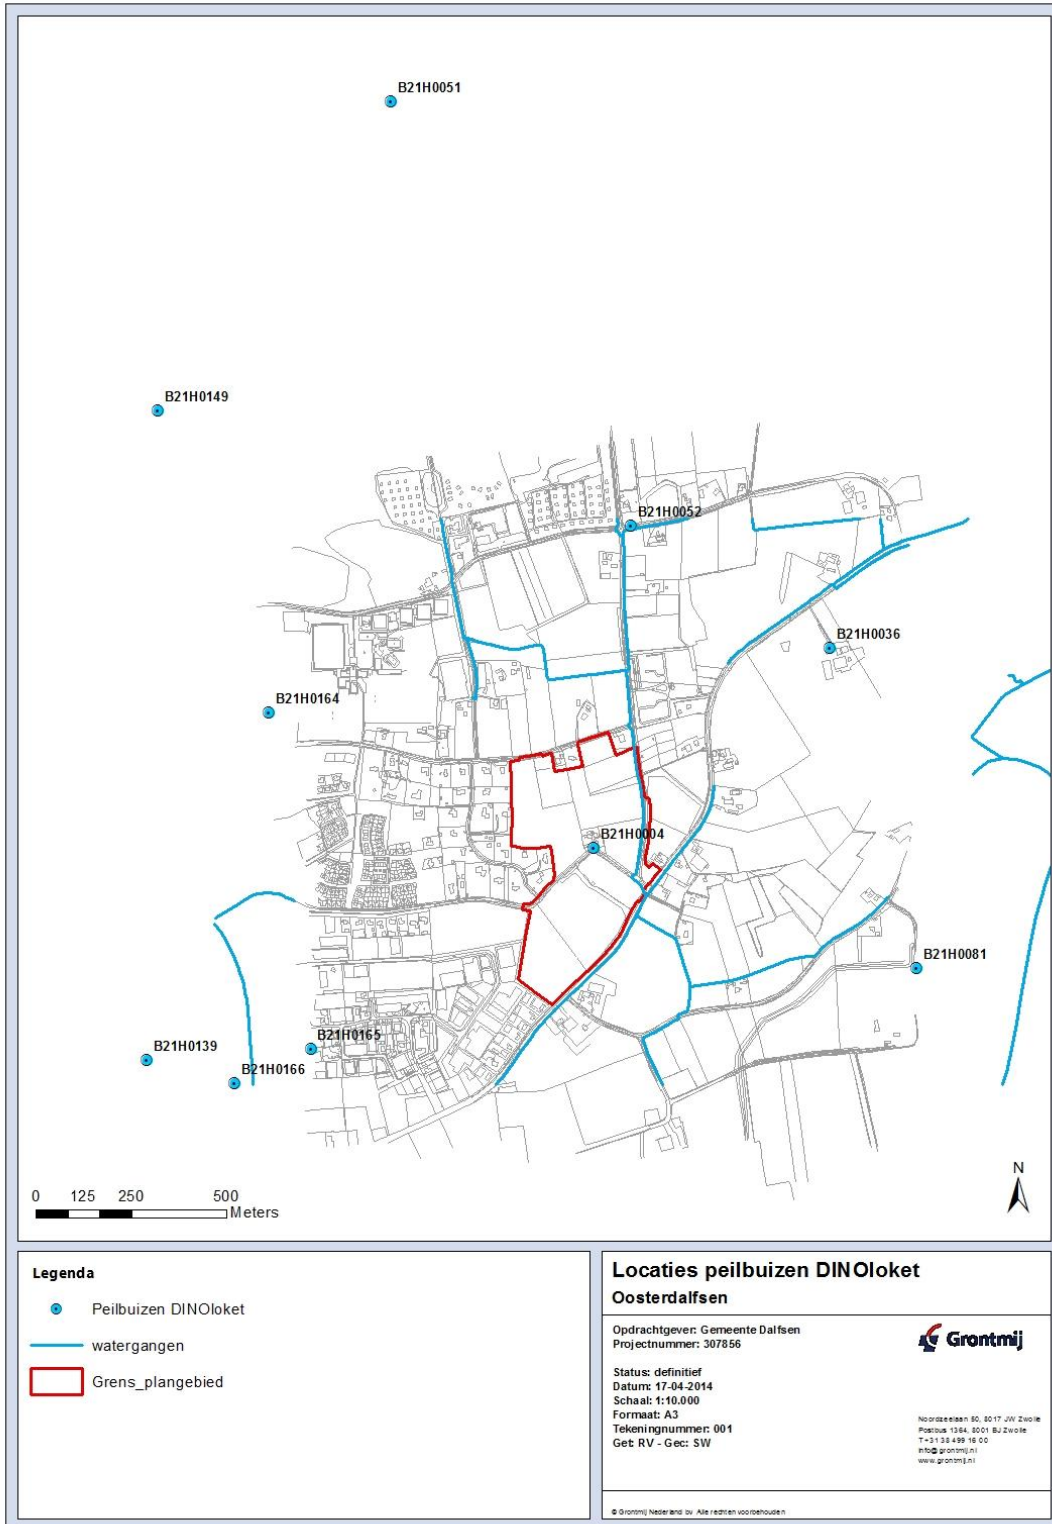 B21H0051
B21H0149
B21H0052
B21H0036
B21H0164
B21H0004
B21H0081
B21H0165
B21H0139
B21H0166
N
0 125 250 500
Meters
Legenda
Peilbuizen DINOloket
watergangen
Grens_plangebied
Locaties peilbuizen DINOloket
Oosterdalfsen
Opdrachtgever: Gemeente Dalfsen
Projectnummer: 307856
Grontmij
Status: definitief
Datum: 17-04-2014
Schaal: 1:10.000
Formaat: A3
Tekeningnummer: 001
Get: RV - Gec: SW
Noordzeelaan 50, 8017 JW Zwolle
Postbus 1364, 8001 BJ Zwolle
T +31 38 499 16 00
info@grontmij.nl
www.grontmij.nl
© Grontmij Nederland bv Alle rechten voorbehouden